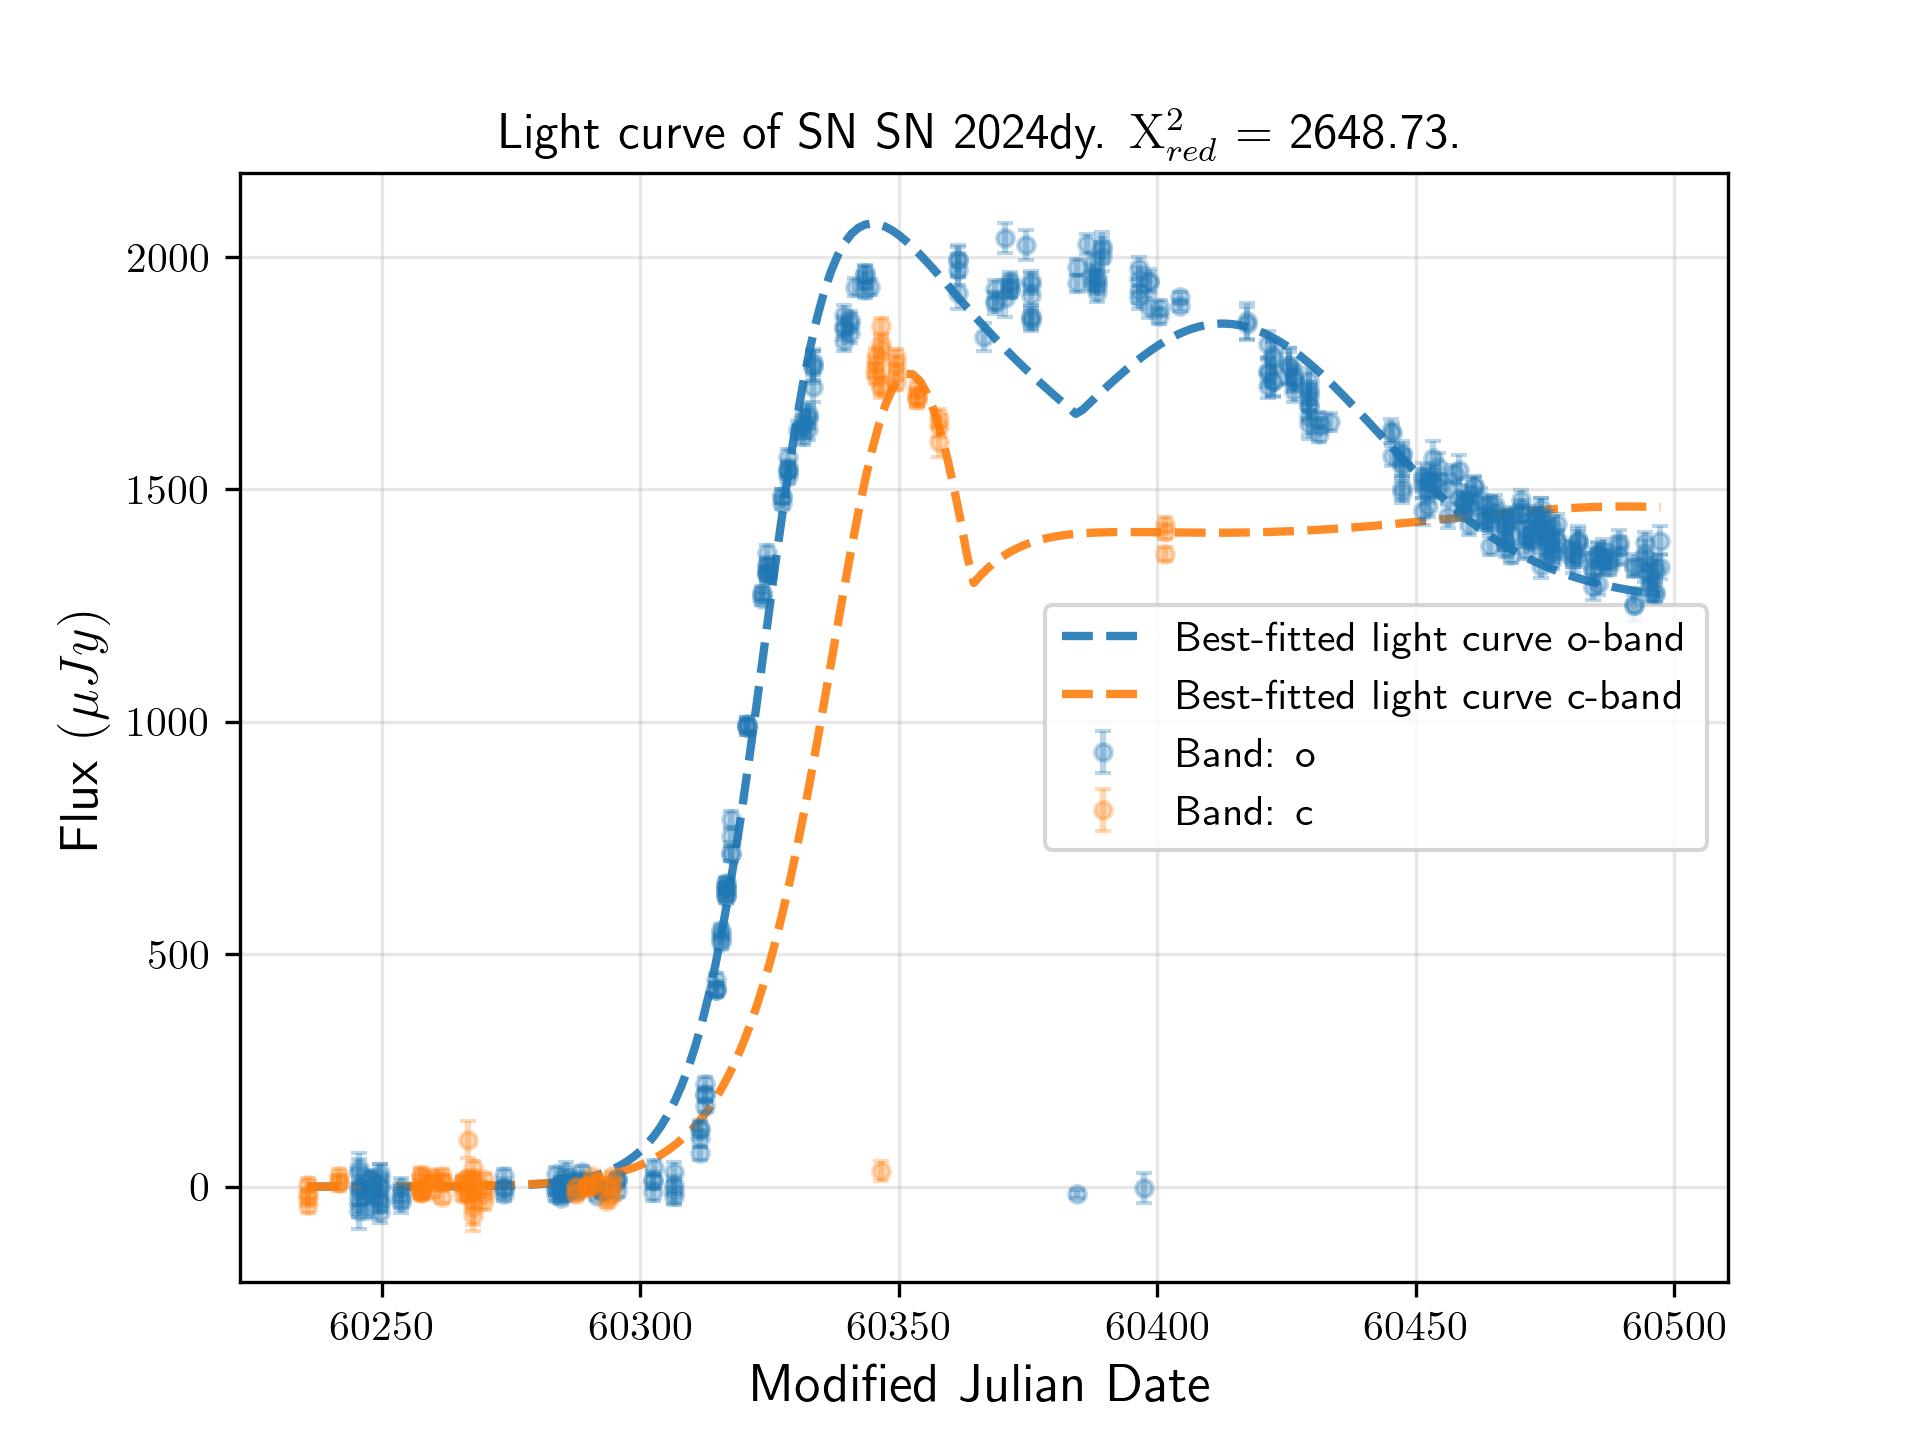 Light curve of SN SN 2024dy. X²_red = 2648.73.
Flux (μJy)
2000
1500
1000
500
0
Best-fitted light curve o-band
Best-fitted light curve c-band
Band: o
Band: c
60250 60300 60350 60400 60450 60500
Modified Julian Date